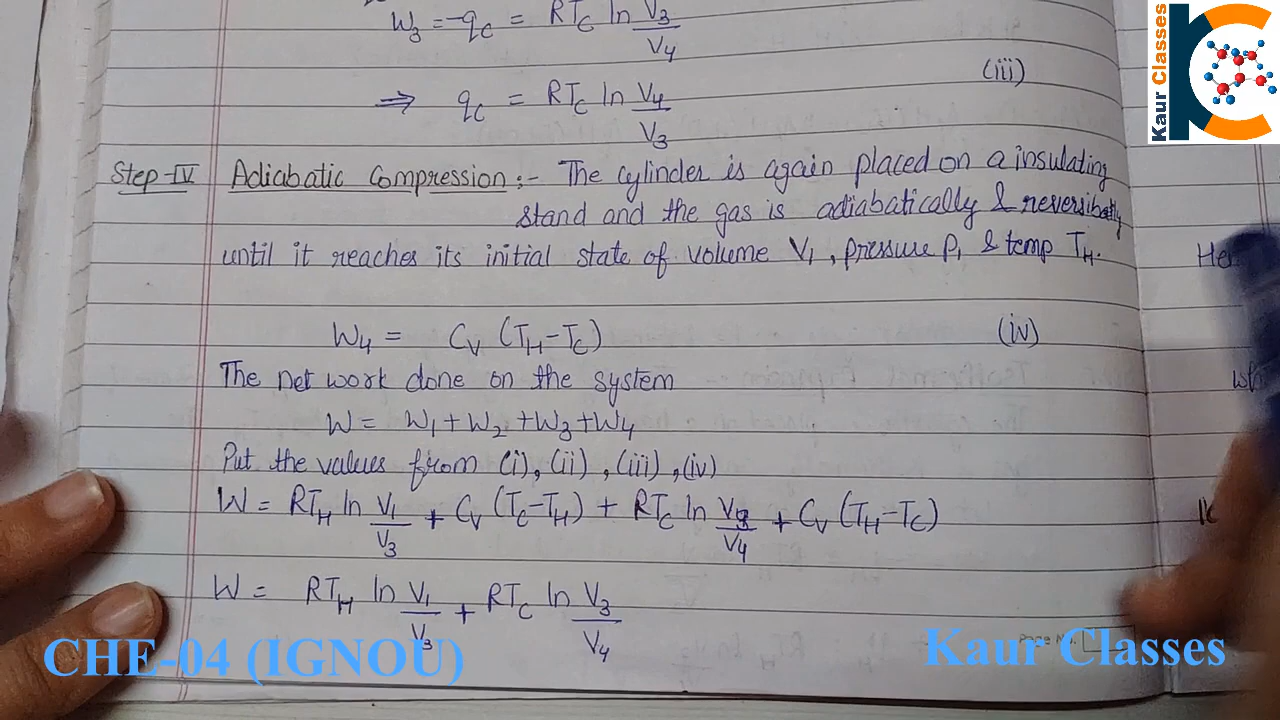 W3 = -qc = RTc ln V3/V4
(iii)
⇒ qc = RTc ln V4/V3
Step-IV Adiabatic Compression :- The cylinder is again placed on a insulating
stand and the gas is adiabatically & reversibally
until it reaches its initial state of volume V1, pressure P1 & temp TH.
W4 = Cv (TH-Tc) (iv)
The net work done on the system
W = W1+W2+W3+W4
Put the values from (i), (ii), (iii), (iv)
W = RTH ln V1/V3 + Cv (Tc-TH) + RTc ln V3/V4 + Cv (TH-Tc)
W = RTH ln V1/V3 + RTc ln V3/V4
Page No.
CHE-04 (IGNOU)
Kaur Classes
Kaur Classes
KC